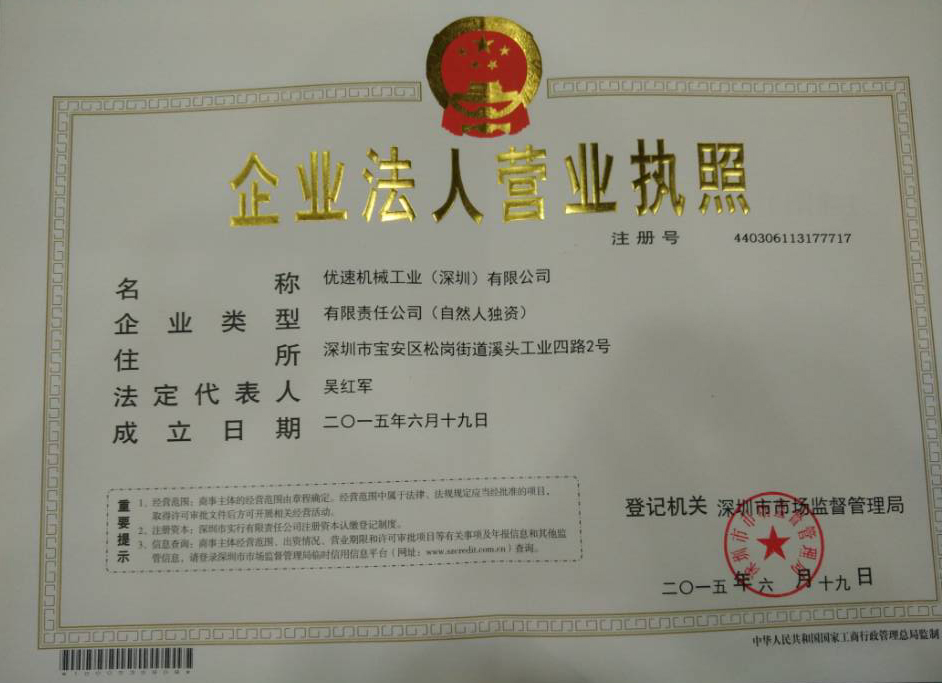 企业法人营业执照
注册号 440306113177717
名称 优速机械工业（深圳）有限公司
企业类型 有限责任公司（自然人独资）
住所 深圳市宝安区松岗街道溪头工业四路2号
法定代表人 吴红军
成立日期 二〇一五年六月十九日
重要提示
1、经营范围：商事主体的经营范围由章程确定。经营范围中属于法律、法规规定应当经批准的项目，
取得许可审批文件后方可开展相关经营活动。
2、注册资本：深圳市实行有限责任公司注册资本认缴登记制度。
3、信息查询：商事主体经营范围、出资情况、营业期限和许可审批项目等有关事项及年报信息和其他监
管信息，请登录深圳市市场监督管理局临时信用信息平台（网址：www.szcredit.com.cn）查询。
登记机关 深圳市市场监督管理局
深圳市市场监督管理局
二〇一五年六月十九日
中华人民共和国国家工商行政管理总局监制